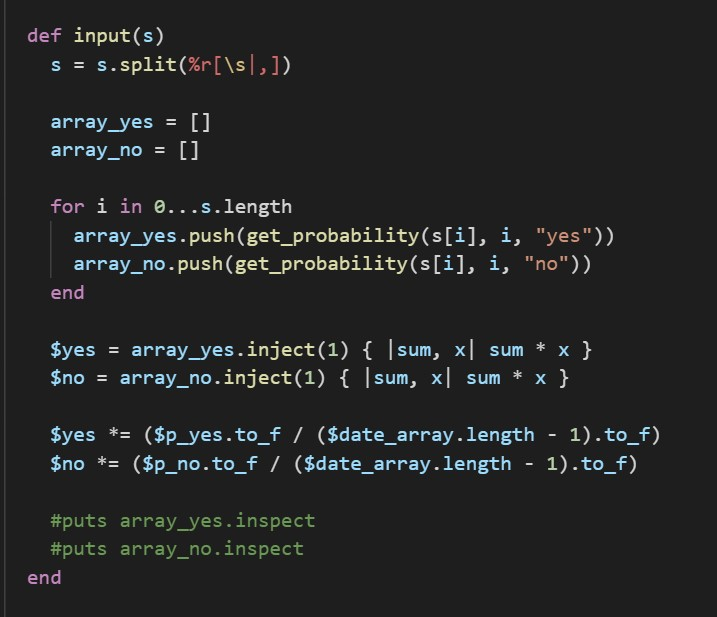 def input(s)
  s = s.split(%r[\s|,])

  array_yes = []
  array_no = []

  for i in 0...s.length
    array_yes.push(get_probability(s[i], i, "yes"))
    array_no.push(get_probability(s[i], i, "no"))
  end

  $yes = array_yes.inject(1) { |sum, x| sum * x }
  $no = array_no.inject(1) { |sum, x| sum * x }

  $yes *= ($p_yes.to_f / ($date_array.length - 1).to_f)
  $no *= ($p_no.to_f / ($date_array.length - 1).to_f)

  #puts array_yes.inspect
  #puts array_no.inspect
end